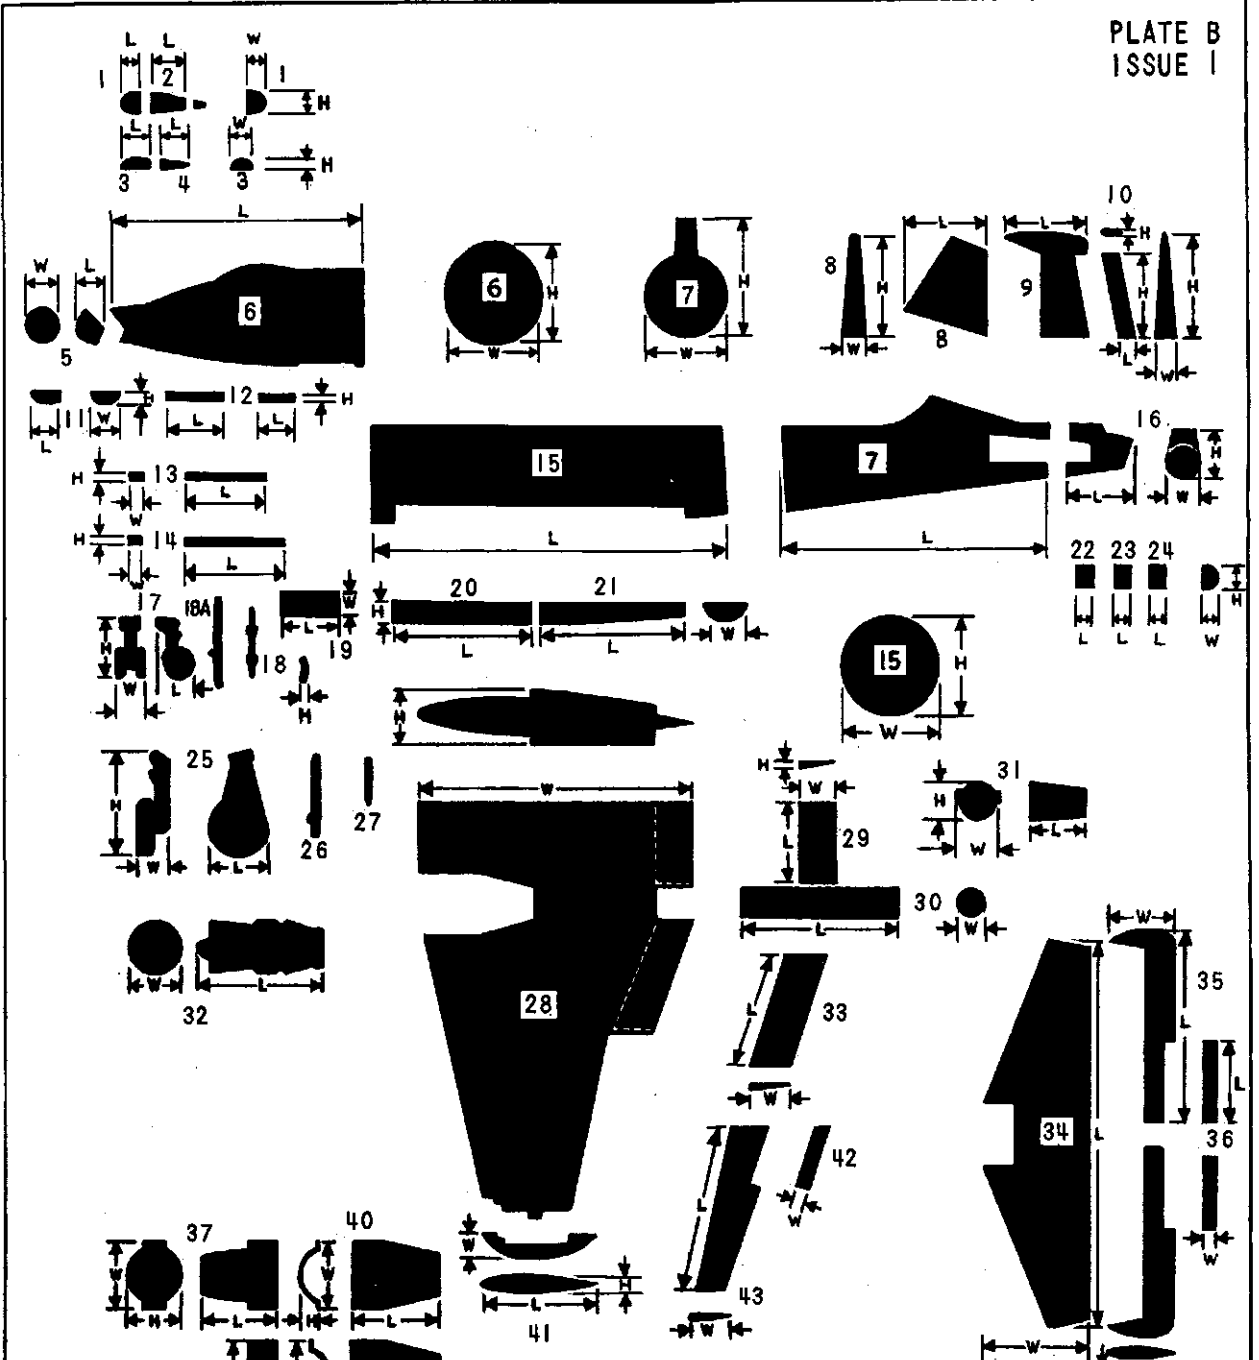 PLATE B
ISSUE 1
L L W
1 2 1
H
L L W
H
3 4 3
L
10
H
W L
L L
8 H 9 H H
6 6 H 7 H
5
W W
8 W L W
11 W H L 12 L H
L
H 13 L
W
15 7 16 H
L W
H 14 L
W
L L
22 23 24 H
L L L W
17 18A W
L 19
H 18
W L
H
20 21
H
L L W
15 H
W
H
H 25
W L
26 27
W
H W
L 29
H 31
W L
L 30 W
W L
32
28
L 33
W
34 L
W
35
L
L
36
W
L 42
W
L 43
W
37 40
W W
H L H L
W
H
L
41
W
L